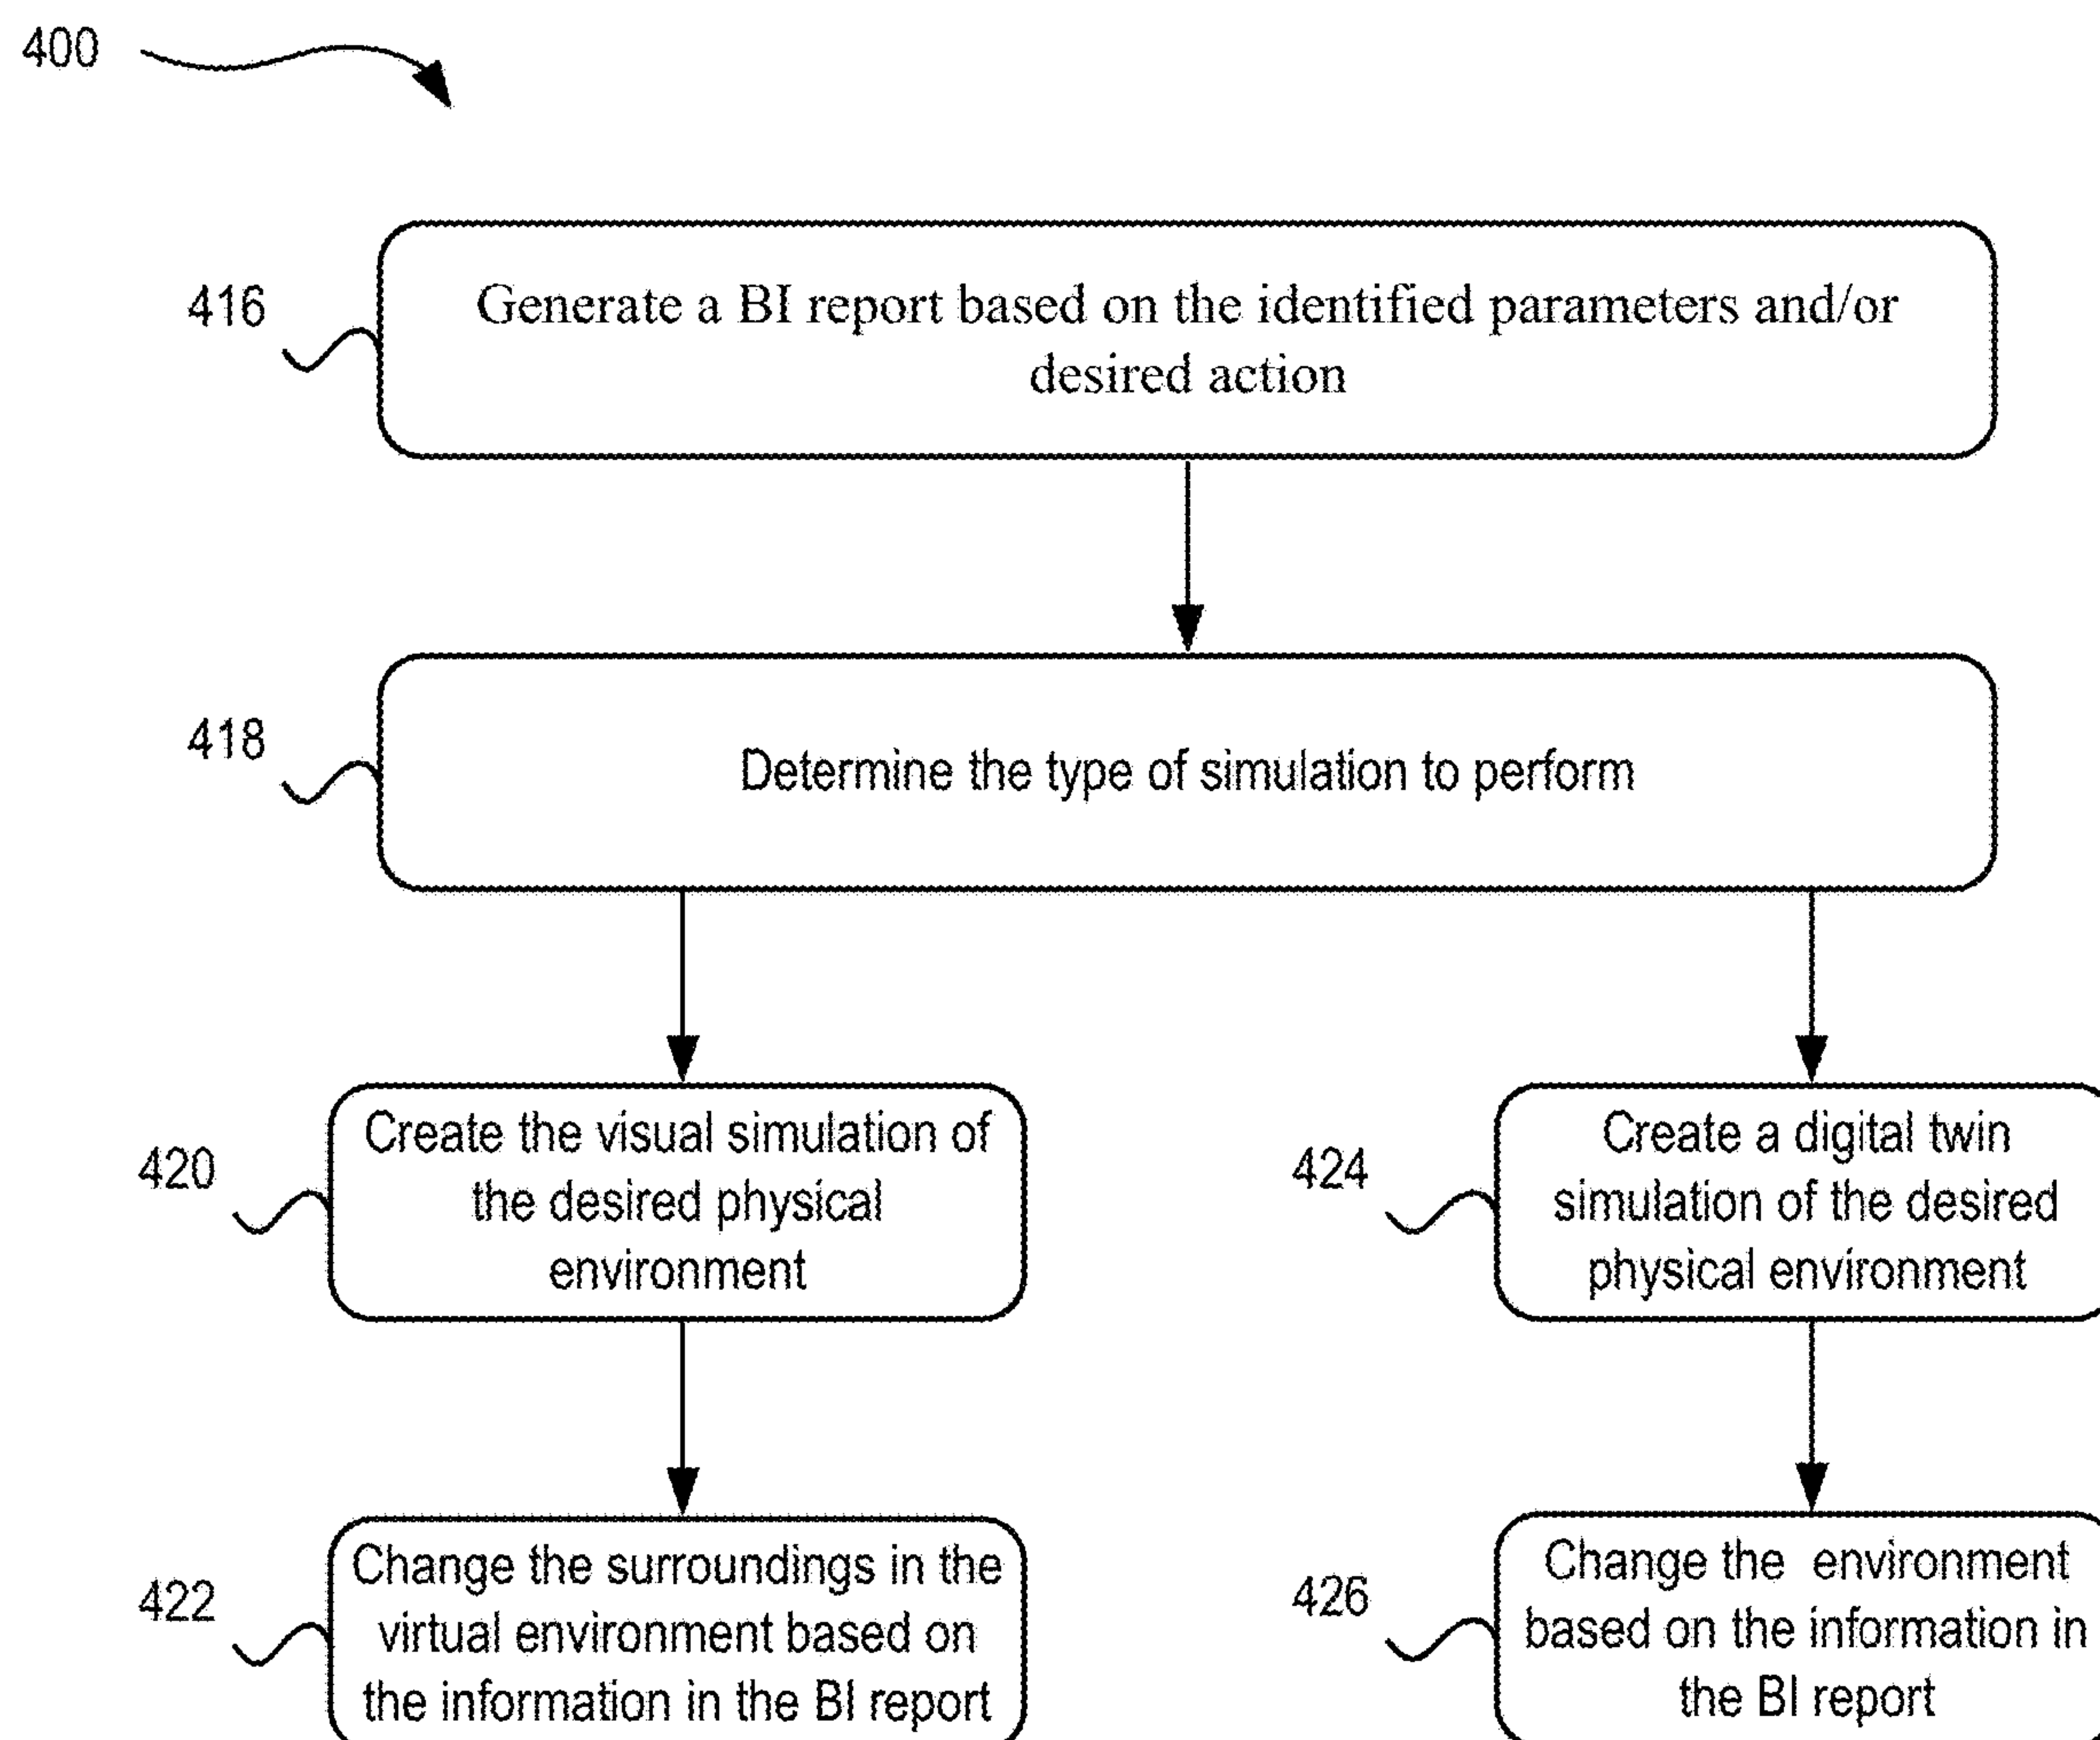 400
416
Generate a BI report based on the identified parameters and/or
desired action
418
Determine the type of simulation to perform
420
Create the visual simulation of
the desired physical
environment
424
Create a digital twin
simulation of the desired
physical environment
422
Change the surroundings in the
virtual environment based on
the information in the BI report
426
Change the environment
based on the information in
the BI report